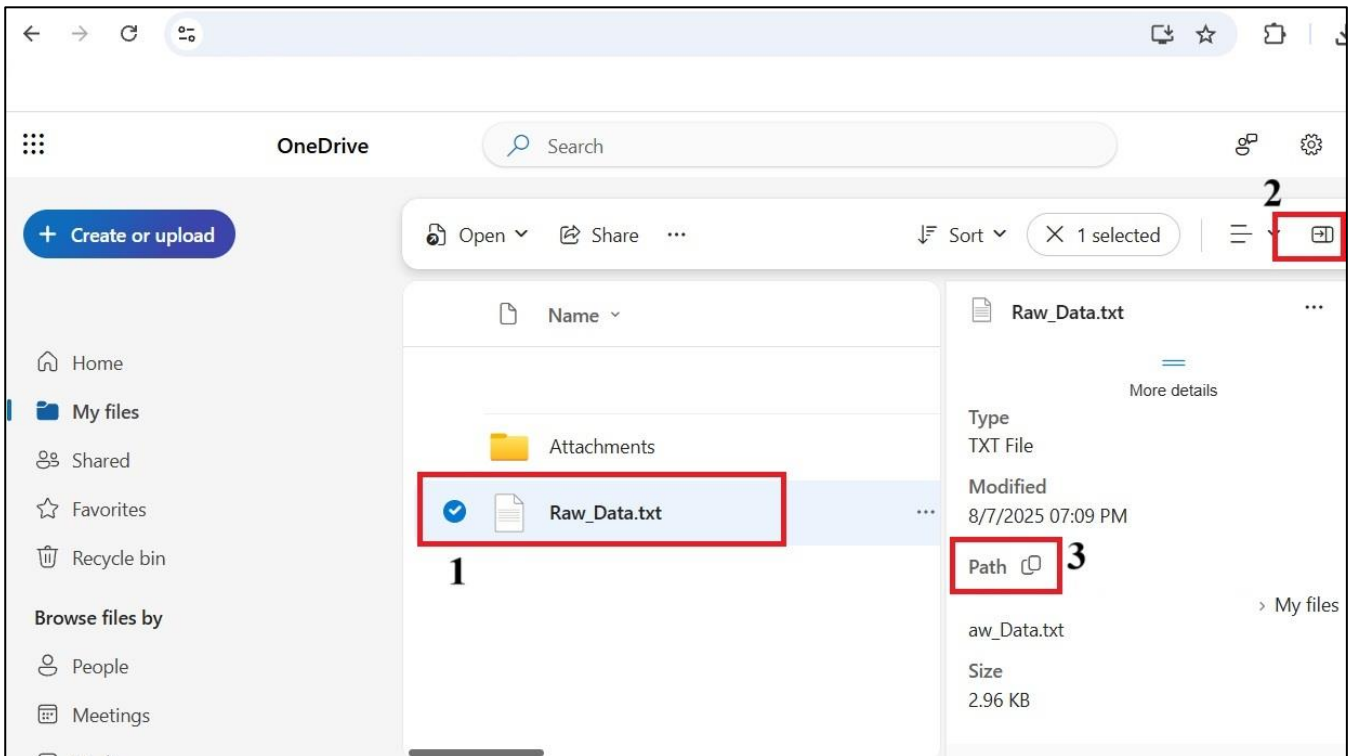 OneDrive
Search
2
Create or upload
Open
Share
Sort
1 selected
Name
Raw_Data.txt
Home
More details
My files
Type
Attachments
TXT File
Shared
Modified
Raw_Data.txt
8/7/2025 07:09 PM
Favorites
Recycle bin
1
Path
3
> My files
Browse files by
aw_Data.txt
People
Size
2.96 KB
Meetings